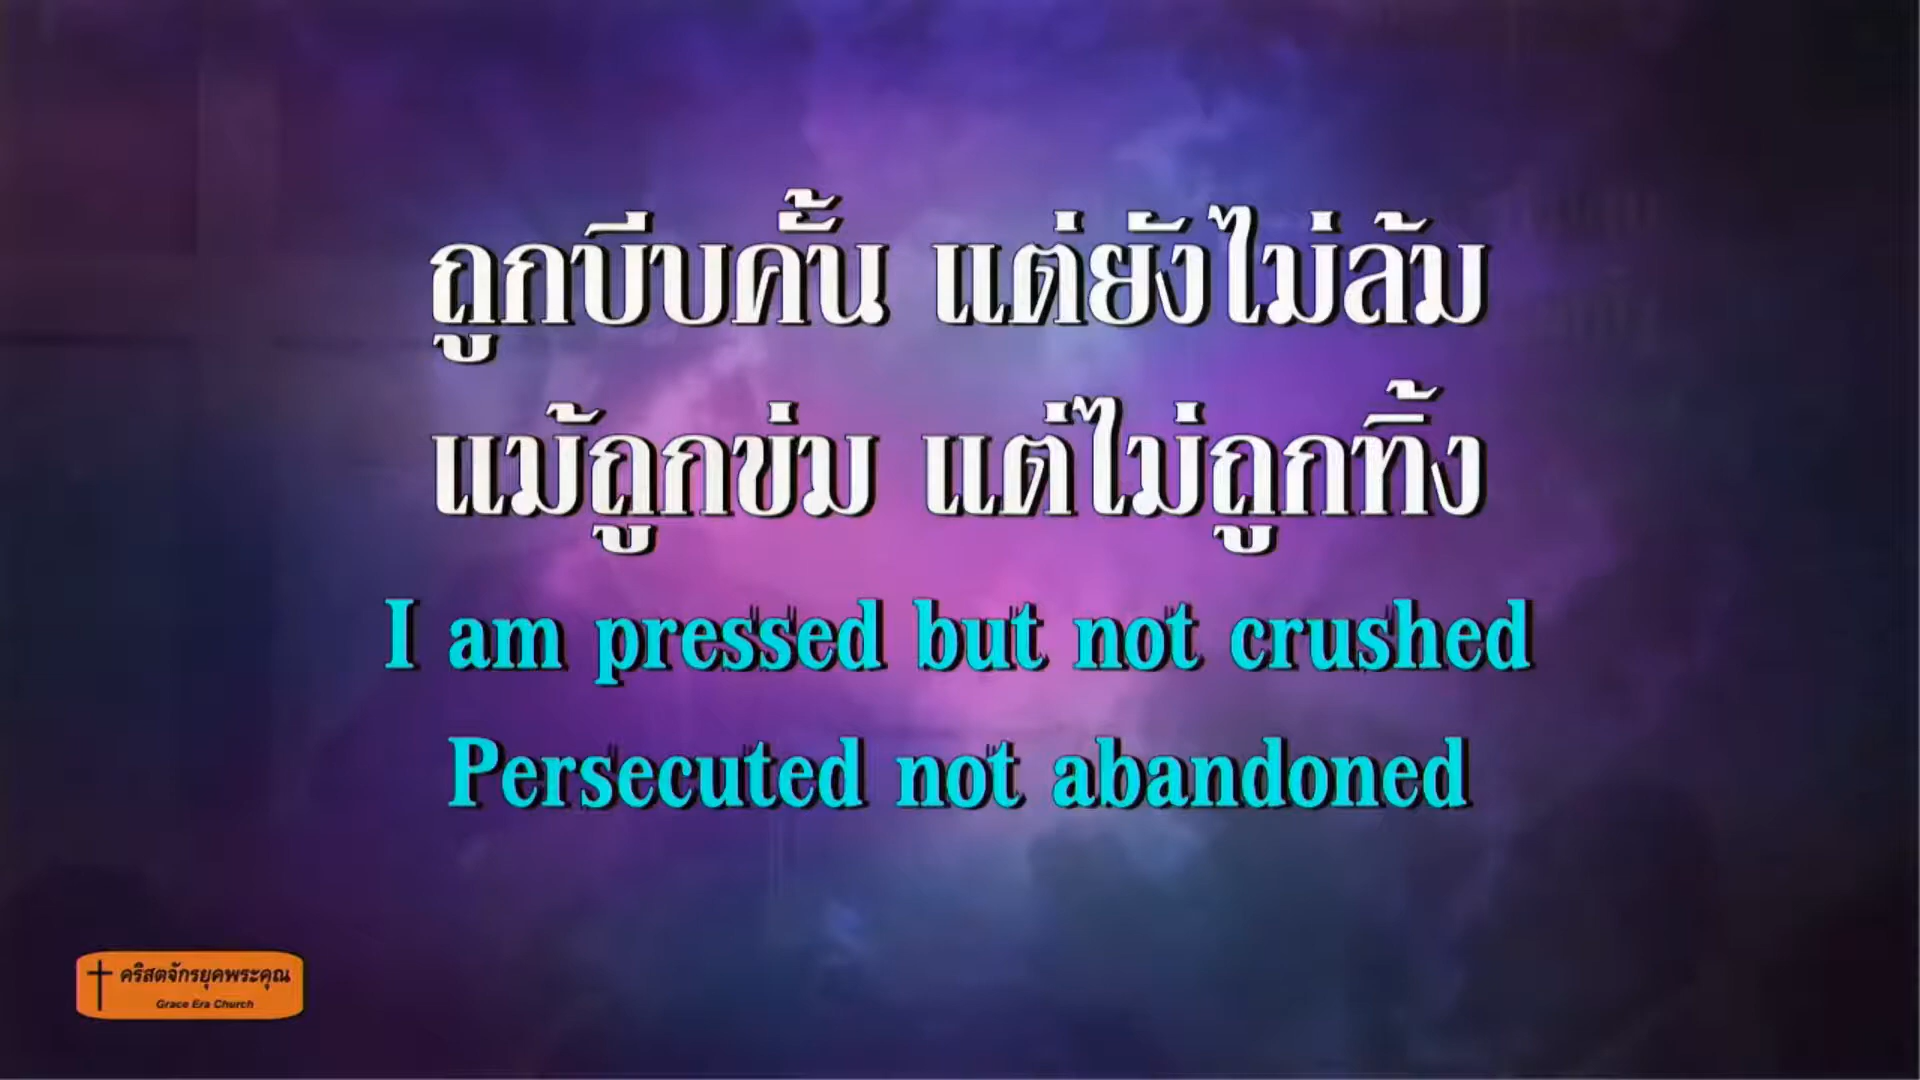 ถูกบีบคั้น แต่ยังไม่ล้ม
แม้ถูกข่ม แต่ไม่ถูกทิ้ง
I am pressed but not crushed
Persecuted not abandoned
คริสตจักรยุคพระคุณ
Grace Era Church